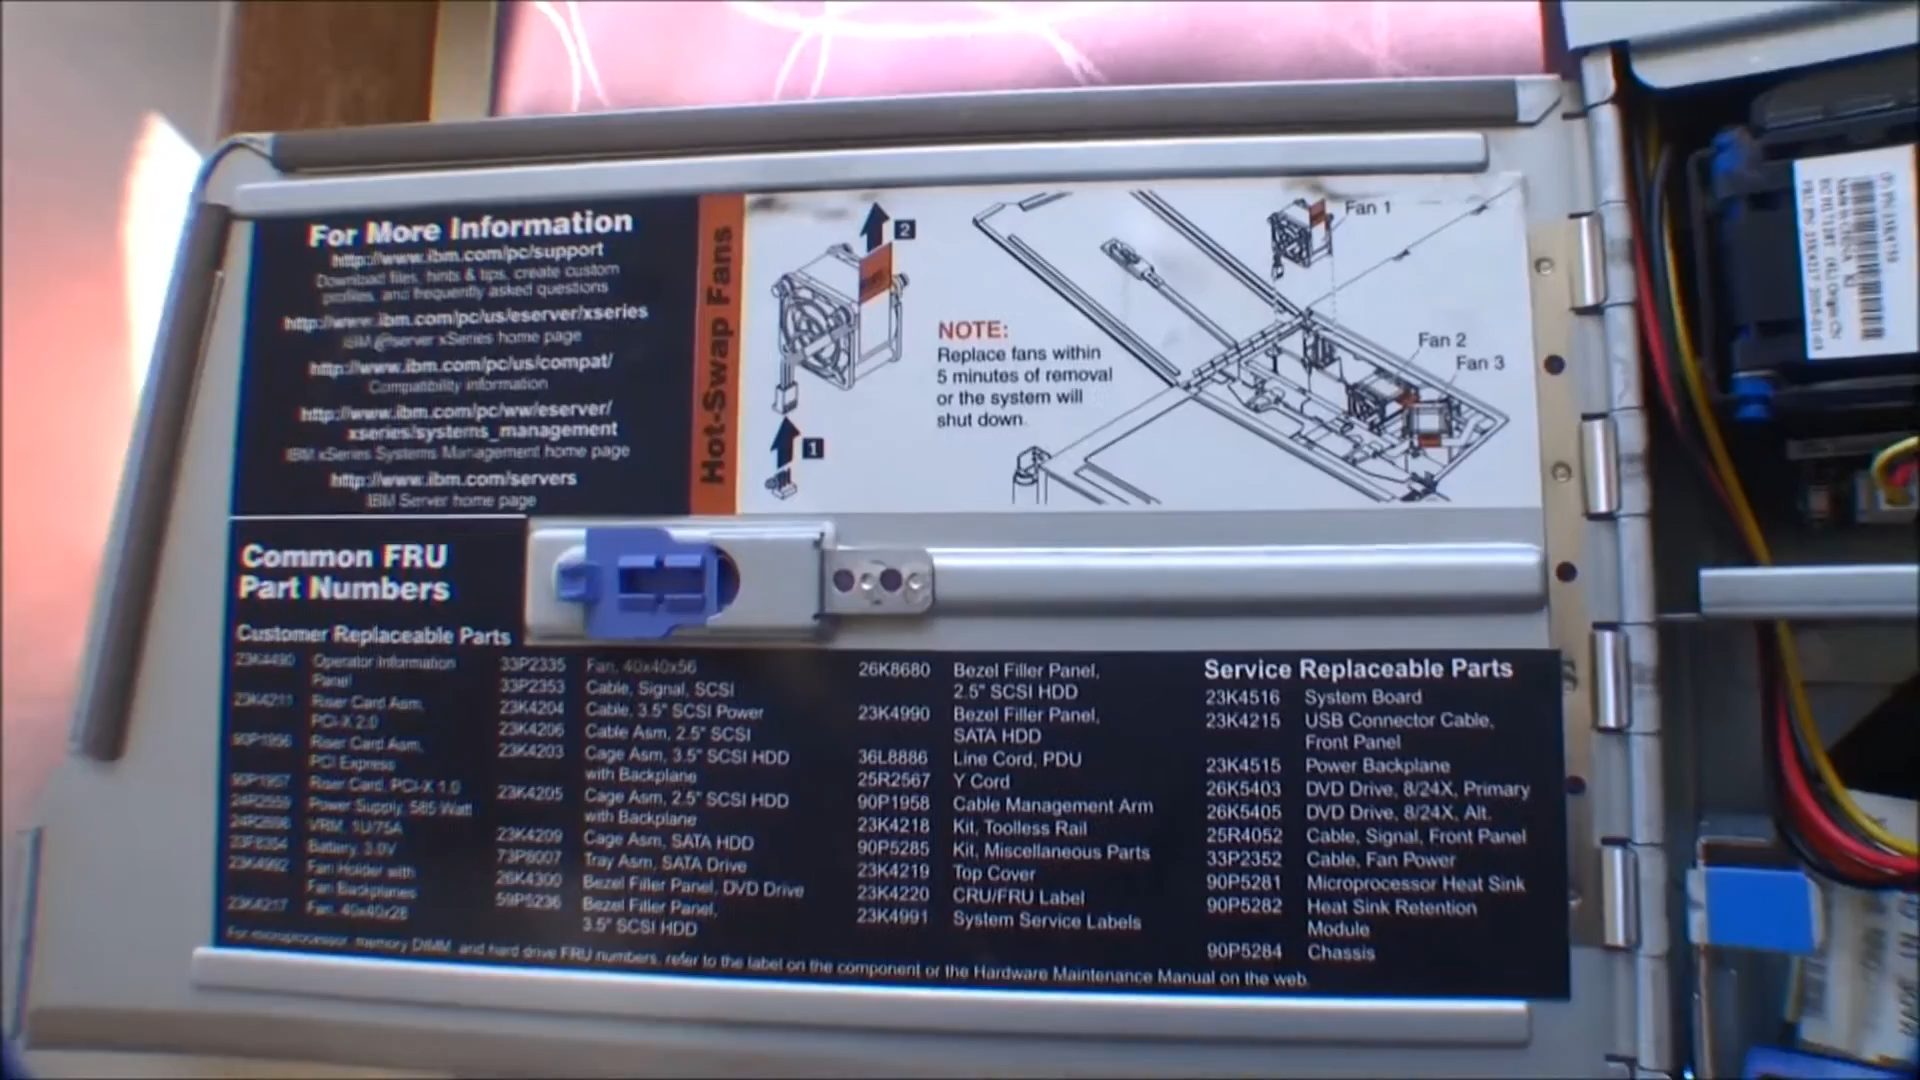 For More Information
http://www.ibm.com/pc/support
Download files, hints & tips, create custom
profiles, and frequently asked questions
http://www.ibm.com/pc/us/eserver/xseries
IBM @server xSeries home page
http://www.ibm.com/pc/us/compat/
Compatibility information
http://www.ibm.com/pc/ww/eserver/
xseries/systems_management
IBM xSeries Systems Management home page
http://www.ibm.com/servers
IBM Server home page
Hot-Swap Fans
2
1
NOTE:
Replace fans within
5 minutes of removal
or the system will
shut down.
Fan 1
Fan 2
Fan 3
Common FRU
Part Numbers
Customer Replaceable Parts
23K4490 Operator Information
Panel
23K4211 Riser Card Asm,
PCI-X 2.0
90P1956 Riser Card Asm,
PCI Express
90P1957 Riser Card, PCI-X 1.0
Power Supply, 585 Watt
VRM, 1U/75A
Battery, 3.0V
23K4992 Fan Holder with
Fan Backplanes
23K4217 Fan, 40x40x28
33P2335 Fan, 40x40x56
33P2353 Cable, Signal, SCSI
23K4204 Cable, 3.5" SCSI Power
23K4206 Cable Asm, 2.5" SCSI
23K4203 Cage Asm, 3.5" SCSI HDD
with Backplane
23K4205 Cage Asm, 2.5" SCSI HDD
with Backplane
23K4209 Cage Asm, SATA HDD
73P8007 Tray Asm, SATA Drive
26K4300 Bezel Filler Panel, DVD Drive
59P5236 Bezel Filler Panel,
3.5" SCSI HDD
26K8680 Bezel Filler Panel,
2.5" SCSI HDD
23K4990 Bezel Filler Panel,
SATA HDD
36L8886 Line Cord, PDU
25R2567 Y Cord
90P1958 Cable Management Arm
23K4218 Kit, Toolless Rail
90P5285 Kit, Miscellaneous Parts
23K4219 Top Cover
23K4220 CRU/FRU Label
23K4991 System Service Labels
Service Replaceable Parts
23K4516 System Board
23K4215 USB Connector Cable,
Front Panel
23K4515 Power Backplane
26K5403 DVD Drive, 8/24X, Primary
26K5405 DVD Drive, 8/24X, Alt.
25R4052 Cable, Signal, Front Panel
33P2352 Cable, Fan Power
90P5281 Microprocessor Heat Sink
90P5282 Heat Sink Retention
Module
90P5284 Chassis
For microprocessor, memory DIMM, and hard drive FRU numbers, refer to the label on the component or the Hardware Maintenance Manual on the web.